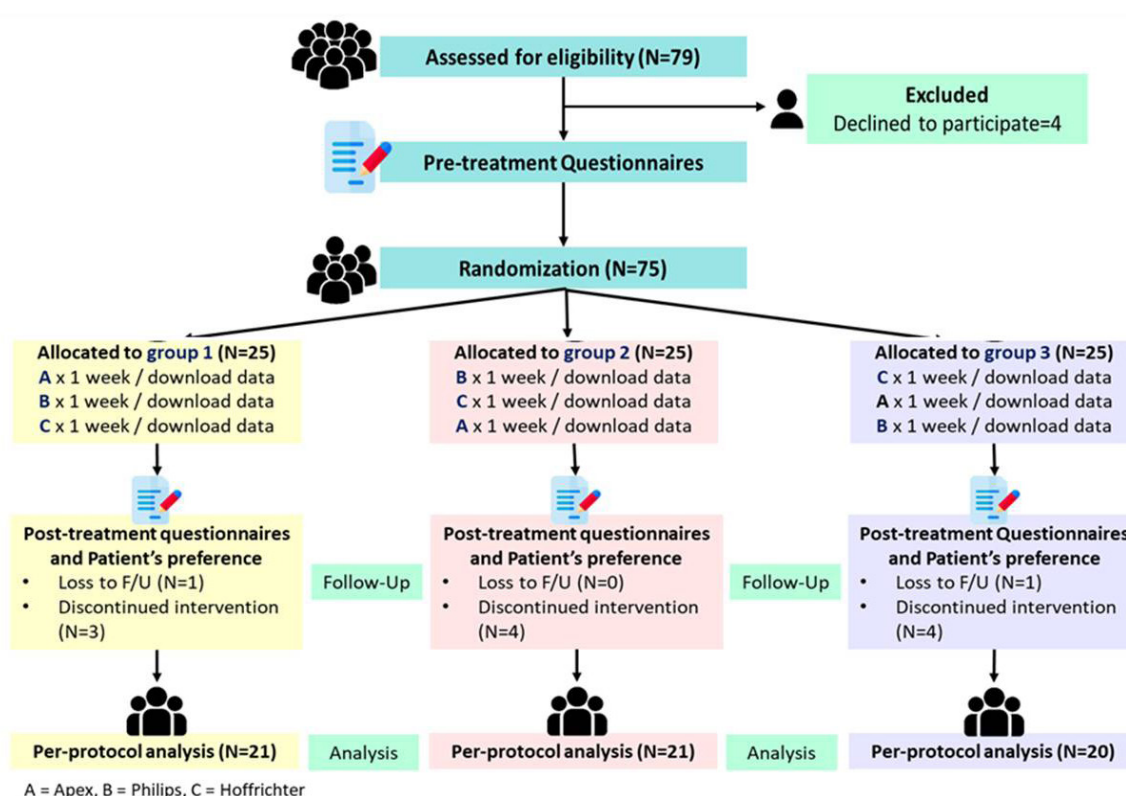 Assessed for eligibility (N=79)
Excluded
Declined to participate=4
Pre-treatment Questionnaires
Randomization (N=75)
Allocated to group 1 (N=25)
A x 1 week / download data
B x 1 week / download data
C x 1 week / download data
Allocated to group 2 (N=25)
B x 1 week / download data
C x 1 week / download data
A x 1 week / download data
Allocated to group 3 (N=25)
C x 1 week / download data
A x 1 week / download data
B x 1 week / download data
Post-treatment questionnaires
and Patient's preference
• Loss to F/U (N=1)
• Discontinued intervention
(N=3)
Follow-Up
Post-treatment questionnaires
and Patient's preference
• Loss to F/U (N=0)
• Discontinued intervention
(N=4)
Follow-Up
Post-treatment Questionnaires
and Patient's preference
• Loss to F/U (N=1)
• Discontinued intervention
(N=4)
Per-protocol analysis (N=21)
Analysis
Per-protocol analysis (N=21)
Analysis
Per-protocol analysis (N=20)
A = Apex, B = Philips, C = Hoffrichter